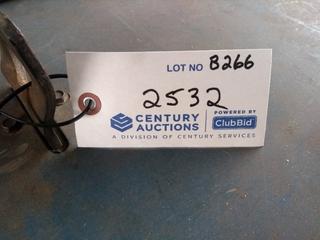 LOT NO B266
2532
CENTURY AUCTIONS
POWERED BY
ClubBid
A DIVISION OF CENTURY SERVICES